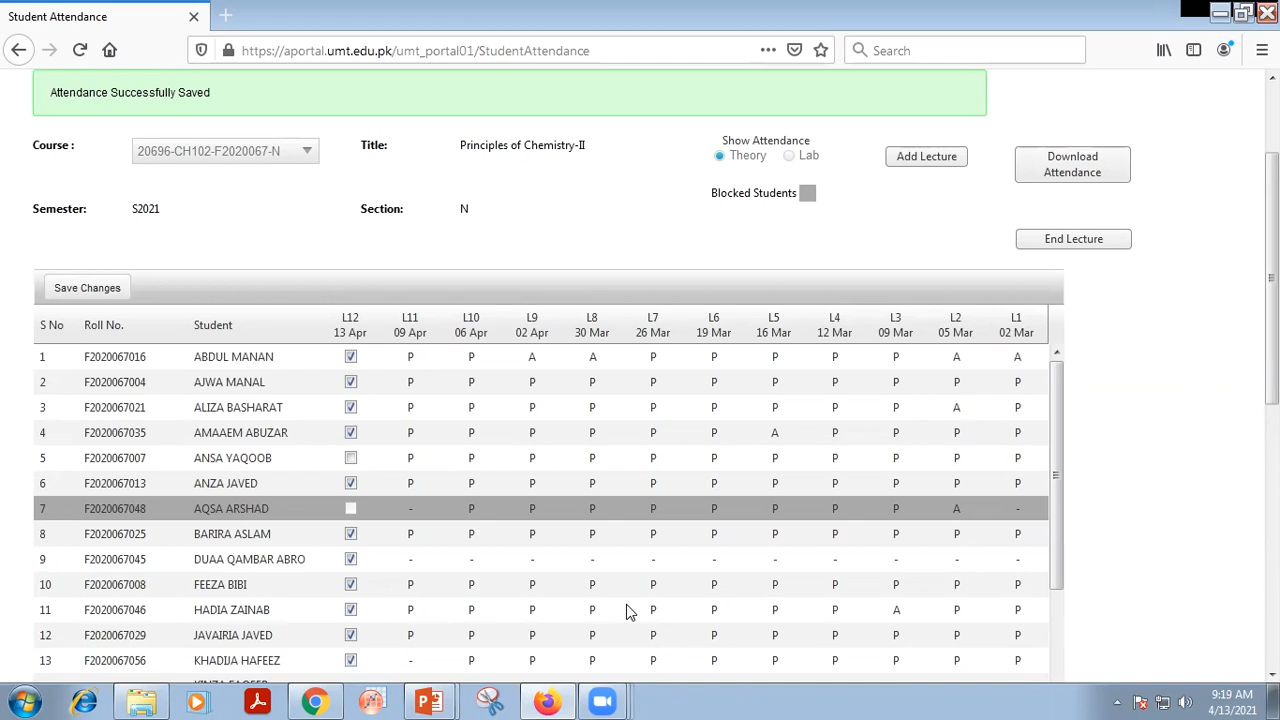 Student Attendance
https://aportal.umt.edu.pk/umt_portal01/StudentAttendance
Search
Attendance Successfully Saved
Course : 20696-CH102-F2020067-N Title: Principles of Chemistry-II
Show Attendance
Theory Lab
Add Lecture
Download Attendance
Blocked Students
Semester: S2021 Section: N
End Lecture
Save Changes
S No Roll No. Student L12 13 Apr L11 09 Apr L10 06 Apr L9 02 Apr L8 30 Mar L7 26 Mar L6 19 Mar L5 16 Mar L4 12 Mar L3 09 Mar L2 05 Mar L1 02 Mar
1 F2020067016 ABDUL MANAN P P A A P P P P P A A
2 F2020067004 AJWA MANAL P P P P P P P P P P P
3 F2020067021 ALIZA BASHARAT P P P P P P P P P A P
4 F2020067035 AMAAEM ABUZAR P P P P P P A P P P P
5 F2020067007 ANSA YAQOOB P P P P P P P P P P P
6 F2020067013 ANZA JAVED P P P P P P P P P P P
7 F2020067048 AQSA ARSHAD - P P P P P P P P A -
8 F2020067025 BARIRA ASLAM P P P P P P P P P P P
9 F2020067045 DUAA QAMBAR ABRO - - - - - - - - - - -
10 F2020067008 FEEZA BIBI P P P P P P P P P P P
11 F2020067046 HADIA ZAINAB P P P P P P P P A P P
12 F2020067029 JAVAIRIA JAVED P P P P P P P P P P P
13 F2020067056 KHADIJA HAFEEZ - P P P P P P P P P P
9:19 AM
4/13/2021